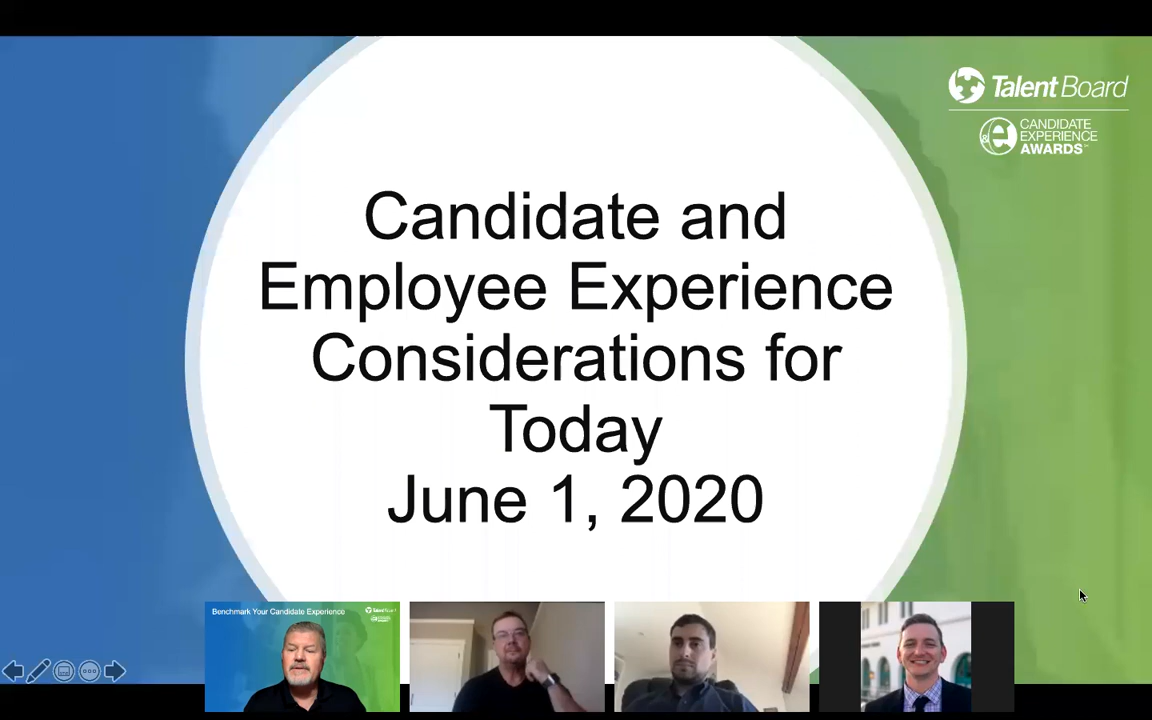 Talent Board
CANDIDATE
EXPERIENCE
AWARDS
Candidate and
Employee Experience
Considerations for
Today
June 1, 2020
Benchmark Your Candidate Experience
TalentBoard